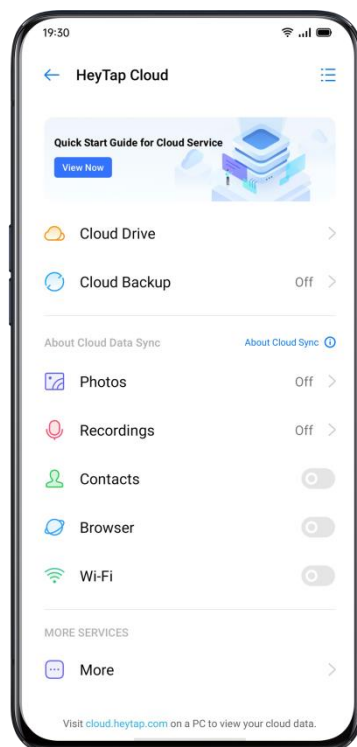 19:30
HeyTap Cloud
Quick Start Guide for Cloud Service
View Now
Cloud Drive
Cloud Backup Off
About Cloud Data Sync About Cloud Sync
Photos Off
Recordings Off
Contacts
Browser
Wi-Fi
MORE SERVICES
More
Visit cloud.heytap.com on a PC to view your cloud data.